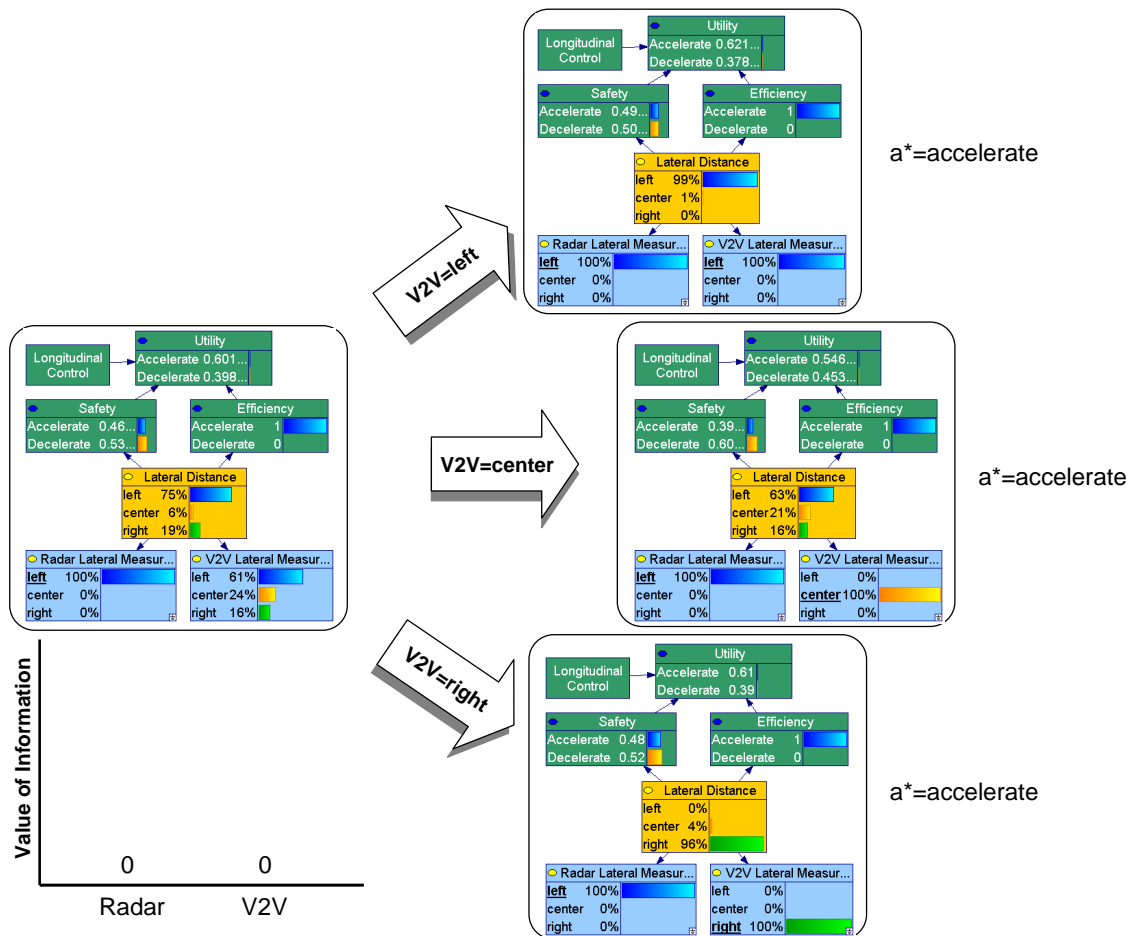 Utility
Longitudinal
Control
Accelerate 0.621...
Decelerate 0.378...
Safety
Accelerate 0.49...
Decelerate 0.50...
Efficiency
Accelerate 1
Decelerate 0
Lateral Distance
left 99%
center 1%
right 0%
Radar Lateral Measur...
left 100%
center 0%
right 0%
V2V Lateral Measur...
left 100%
center 0%
right 0%
a*=accelerate
V2V=left
Utility
Longitudinal
Control
Accelerate 0.601...
Decelerate 0.398...
Safety
Accelerate 0.46...
Decelerate 0.53...
Efficiency
Accelerate 1
Decelerate 0
Lateral Distance
left 75%
center 6%
right 19%
Radar Lateral Measur...
left 100%
center 0%
right 0%
V2V Lateral Measur...
left 61%
center 24%
right 16%
V2V=center
Utility
Longitudinal
Control
Accelerate 0.546...
Decelerate 0.453...
Safety
Accelerate 0.39...
Decelerate 0.60...
Efficiency
Accelerate 1
Decelerate 0
Lateral Distance
left 63%
center 21%
right 16%
Radar Lateral Measur...
left 100%
center 0%
right 0%
V2V Lateral Measur...
left 0%
center 100%
right 0%
a*=accelerate
V2V=right
Utility
Longitudinal
Control
Accelerate 0.61
Decelerate 0.39
Safety
Accelerate 0.48
Decelerate 0.52
Efficiency
Accelerate 1
Decelerate 0
Lateral Distance
left 0%
center 4%
right 96%
Radar Lateral Measur...
left 100%
center 0%
right 0%
V2V Lateral Measur...
left 0%
center 0%
right 100%
a*=accelerate
Value of Information
0 0
Radar V2V